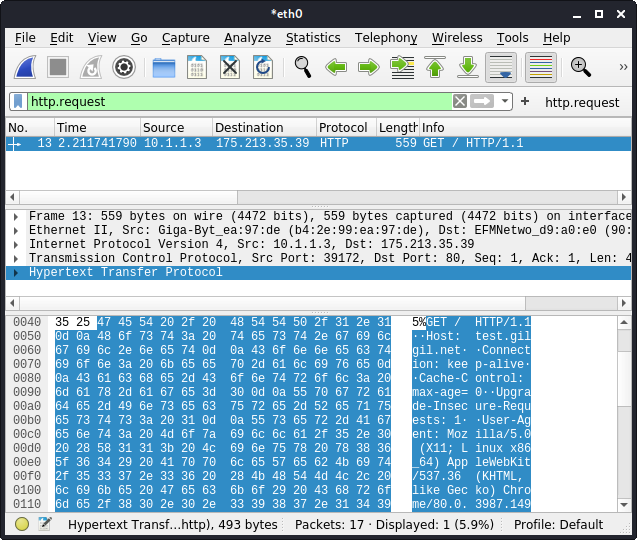 *eth0
File Edit View Go Capture Analyze Statistics Telephony Wireless Tools Help
http.request + http.request
No. Time Source Destination Protocol Length Info
13 2.211741790 10.1.1.3 175.213.35.39 HTTP 559 GET / HTTP/1.1
Frame 13: 559 bytes on wire (4472 bits), 559 bytes captured (4472 bits) on interface
Ethernet II, Src: Giga-Byt_ea:97:de (b4:2e:99:ea:97:de), Dst: EFMNetwo_d9:a0:e0 (90:
Internet Protocol Version 4, Src: 10.1.1.3, Dst: 175.213.35.39
Transmission Control Protocol, Src Port: 39172, Dst Port: 80, Seq: 1, Ack: 1, Len: 4
Hypertext Transfer Protocol
0040 35 25 47 45 54 20 2f 20 48 54 54 50 2f 31 2e 31 5%GET / HTTP/1.1
0050 0d 0a 48 6f 73 74 3a 20 74 65 73 74 2e 67 69 6c ··Host: test.gil
0060 67 69 6c 2e 6e 65 74 0d 0a 43 6f 6e 6e 65 63 74 gil.net· ·Connect
0070 69 6f 6e 3a 20 6b 65 65 70 2d 61 6c 69 76 65 0d ion: kee p-alive·
0080 0a 43 61 63 68 65 2d 43 6f 6e 74 72 6f 6c 3a 20 ·Cache-C ontrol:
0090 6d 61 78 2d 61 67 65 3d 30 0d 0a 55 70 67 72 61 max-age= 0··Upgra
00a0 64 65 2d 49 6e 73 65 63 75 72 65 2d 52 65 71 75 de-Insec ure-Requ
00b0 65 73 74 73 3a 20 31 0d 0a 55 73 65 72 2d 41 67 ests: 1· ·User-Ag
00c0 65 6e 74 3a 20 4d 6f 7a 69 6c 6c 61 2f 35 2e 30 ent: Moz illa/5.0
00d0 20 28 58 31 31 3b 20 4c 69 6e 75 78 20 78 38 36 (X11; L inux x86
00e0 5f 36 34 29 20 41 70 70 6c 65 57 65 62 4b 69 74 _64) App leWebKit
00f0 2f 35 33 37 2e 33 36 20 28 4b 48 54 4d 4c 2c 20 /537.36 (KHTML,
0100 6c 69 6b 65 20 47 65 63 6b 6f 29 20 43 68 72 6f like Gec ko) Chro
0110 6d 65 2f 38 30 2e 30 2e 33 39 38 37 2e 31 34 39 me/80.0. 3987.149
Hypertext Transf...http), 493 bytes Packets: 17 · Displayed: 1 (5.9%) Profile: Default